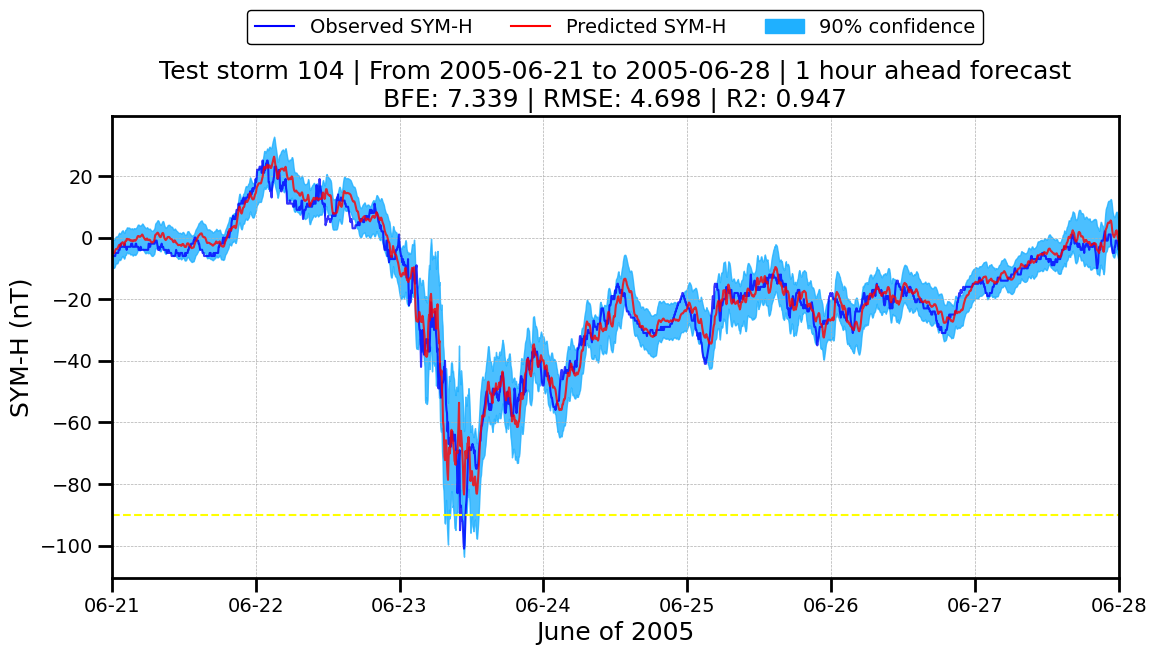 Observed SYM-H Predicted SYM-H 90% confidence
Test storm 104 | From 2005-06-21 to 2005-06-28 | 1 hour ahead forecast
BFE: 7.339 | RMSE: 4.698 | R2: 0.947
SYM-H (nT)
20
0
−20
−40
−60
−80
−100
06-21 06-22 06-23 06-24 06-25 06-26 06-27 06-28
June of 2005